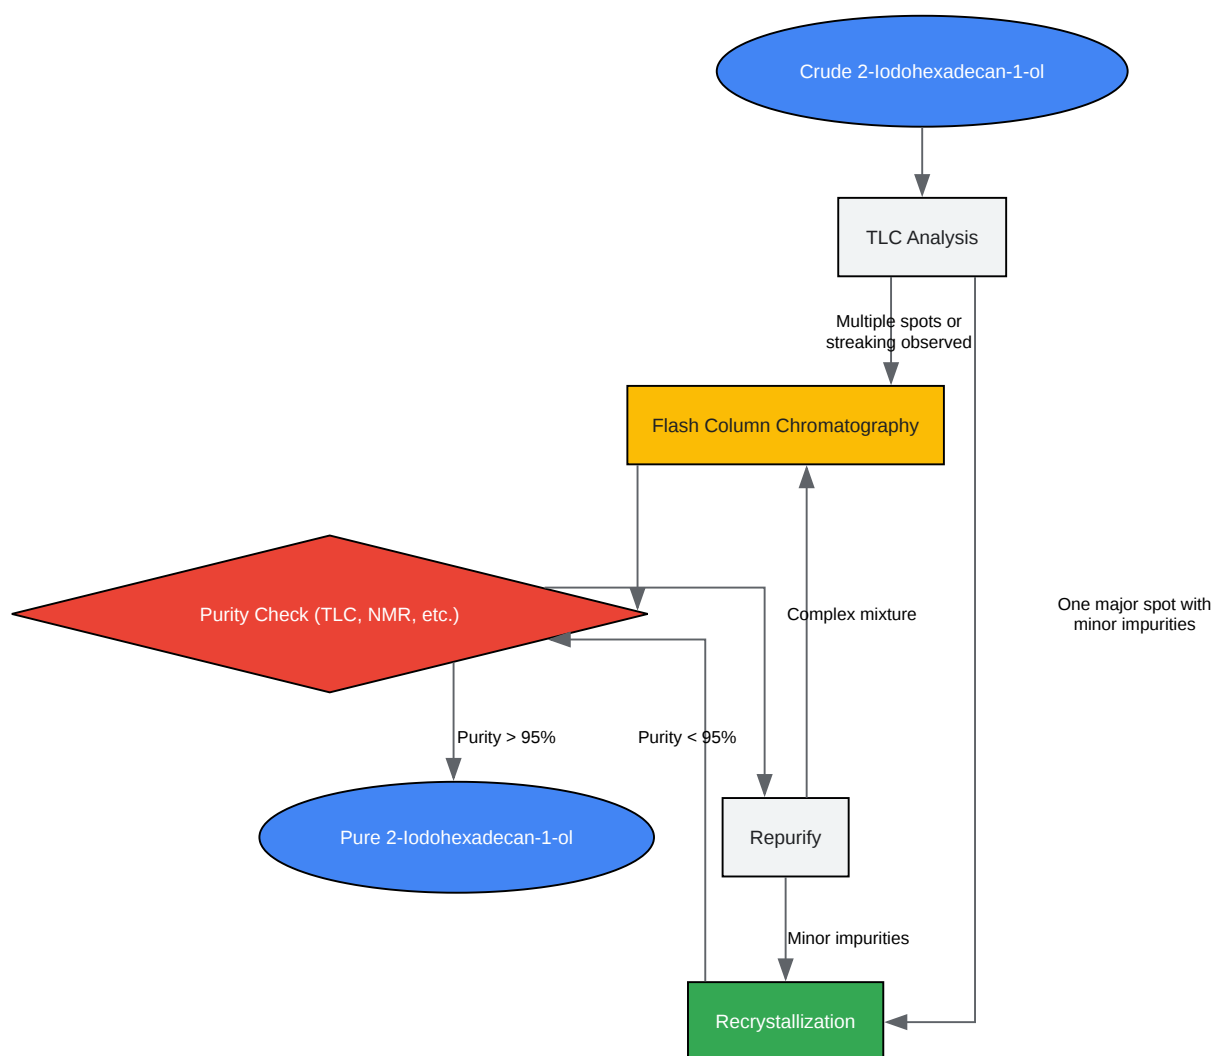 Crude 2-Iodohexadecan-1-ol
TLC Analysis
Multiple spots or
streaking observed
Flash Column Chromatography
One major spot with
minor impurities
Purity Check (TLC, NMR, etc.)
Complex mixture
Purity > 95%
Purity < 95%
Pure 2-Iodohexadecan-1-ol
Repurify
Minor impurities
Recrystallization